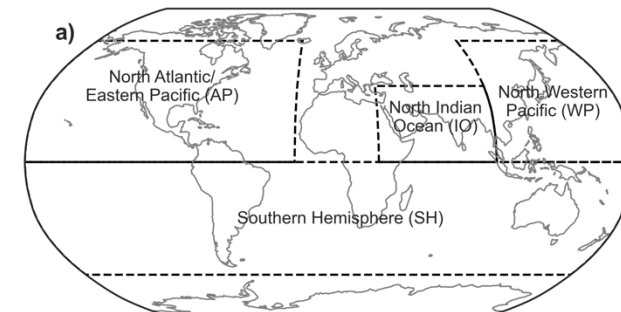 a)
North Atlantic/
Eastern Pacific (AP)
North Indian
Ocean (IO)
North-Western
Pacific (WP)
Southern Hemisphere (SH)